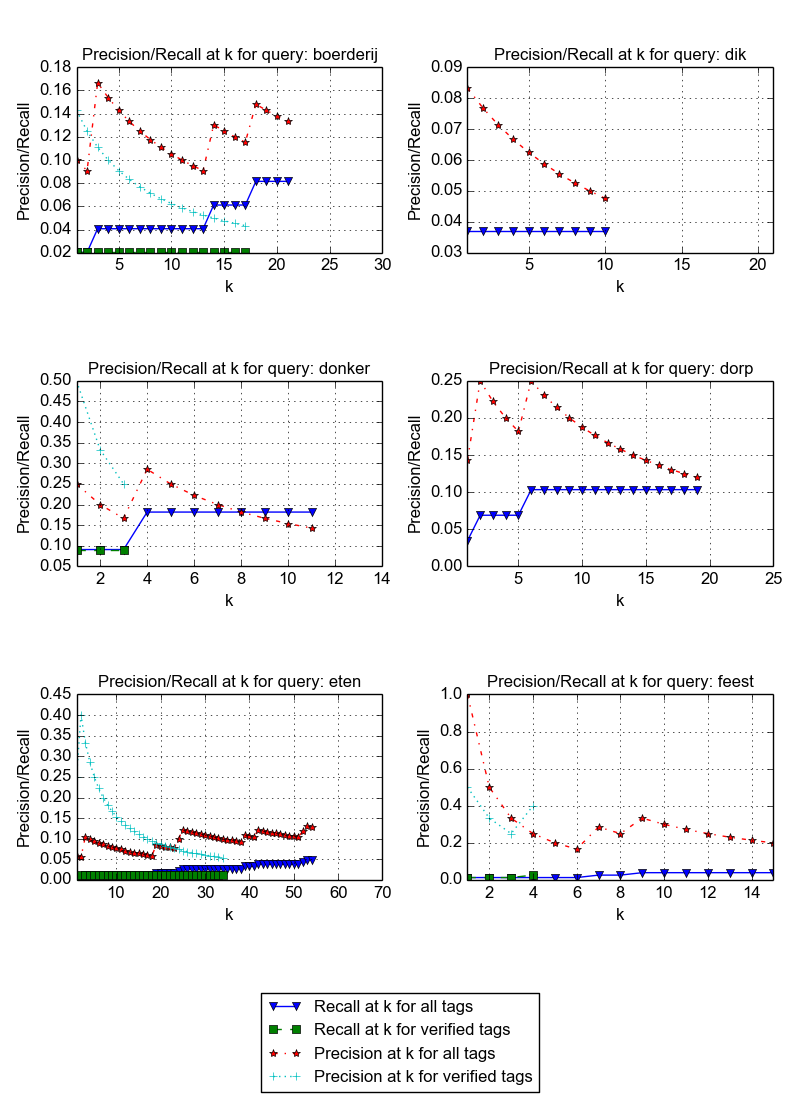 Precision/Recall at k for query: boerderij
0.18
0.16
0.14
0.12
0.10
0.08
0.06
0.04
0.02
Precision/Recall
5 10 15 20 25 30
k
Precision/Recall at k for query: dik
0.09
0.08
0.07
0.06
0.05
0.04
0.03
Precision/Recall
5 10 15 20
k
Precision/Recall at k for query: donker
0.50
0.45
0.40
0.35
0.30
0.25
0.20
0.15
0.10
0.05
Precision/Recall
2 4 6 8 10 12 14
k
Precision/Recall at k for query: dorp
0.25
0.20
0.15
0.10
0.05
0.00
Precision/Recall
5 10 15 20 25
k
Precision/Recall at k for query: eten
0.45
0.40
0.35
0.30
0.25
0.20
0.15
0.10
0.05
0.00
Precision/Recall
10 20 30 40 50 60 70
k
Precision/Recall at k for query: feest
1.0
0.8
0.6
0.4
0.2
0.0
Precision/Recall
2 4 6 8 10 12 14
k
Recall at k for all tags
Recall at k for verified tags
Precision at k for all tags
Precision at k for verified tags